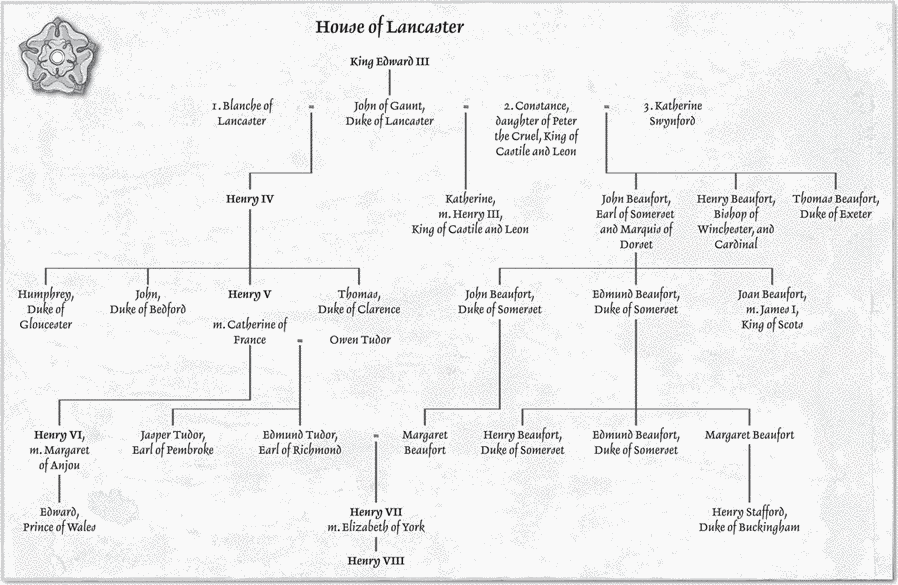 House of Lancaster
King Edward III
1. Blanche of
Lancaster
=
John of Gaunt,
Duke of Lancaster
=
2. Constance,
daughter of Peter
the Cruel, King of
Castile and Leon
=
3. Katherine
Swynford
Henry IV
Katherine,
m. Henry III,
King of Castile and Leon
John Beaufort,
Earl of Somerset
and Marquis of
Dorset
Henry Beaufort,
Bishop of
Winchester, and
Cardinal
Thomas Beaufort,
Duke of Exeter
Humphrey,
Duke of
Gloucester
John,
Duke of Bedford
Henry V
m. Catherine of
France
=
Owen Tudor
Thomas,
Duke of Clarence
John Beaufort,
Duke of Somerset
Edmund Beaufort,
Duke of Somerset
Joan Beaufort,
m. James I,
King of Scots
Henry VI,
m. Margaret
of Anjou
Jasper Tudor,
Earl of Pembroke
Edmund Tudor,
Earl of Richmond
=
Margaret
Beaufort
Henry Beaufort,
Duke of Somerset
Edmund Beaufort,
Duke of Somerset
Margaret Beaufort
Edward,
Prince of Wales
Henry VII
m. Elizabeth of York
Henry Stafford,
Duke of Buckingham
Henry VIII